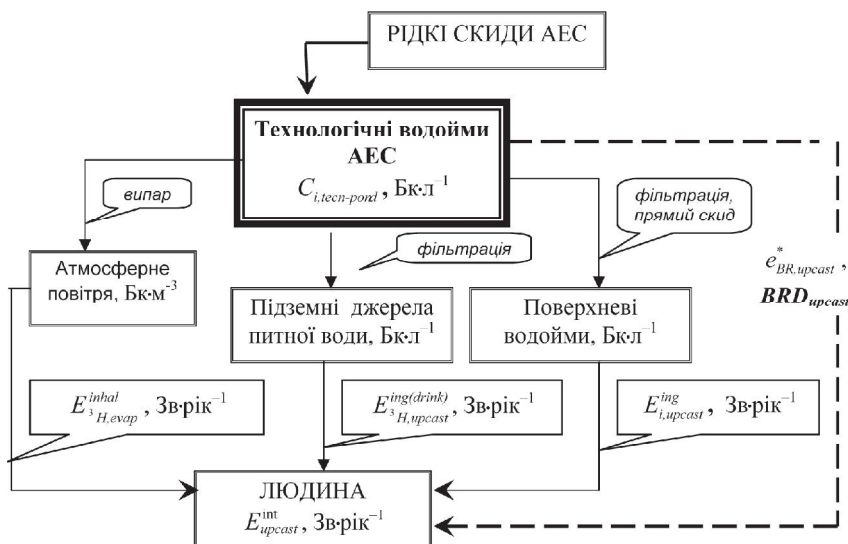 РІДКІ СКИДИ АЕС
Технологічні водойми
АЕС
C_{i,tecn-pond}, Бк·л⁻¹
випар
фільтрація
фільтрація,
прямий скид
Атмосферне
повітря, Бк·м⁻³
Підземні джерела
питної води, Бк·л⁻¹
Поверхневі
водойми, Бк·л⁻¹
e^{*}_{BR,upcast},
BRD_{upcast}
E^{inhal}_{³H,evap}, Зв·рік⁻¹
E^{ing(drink)}_{³H,upcast}, Зв·рік⁻¹
E^{ing}_{i,upcast}, Зв·рік⁻¹
ЛЮДИНА
E^{int}_{upcast}, Зв·рік⁻¹